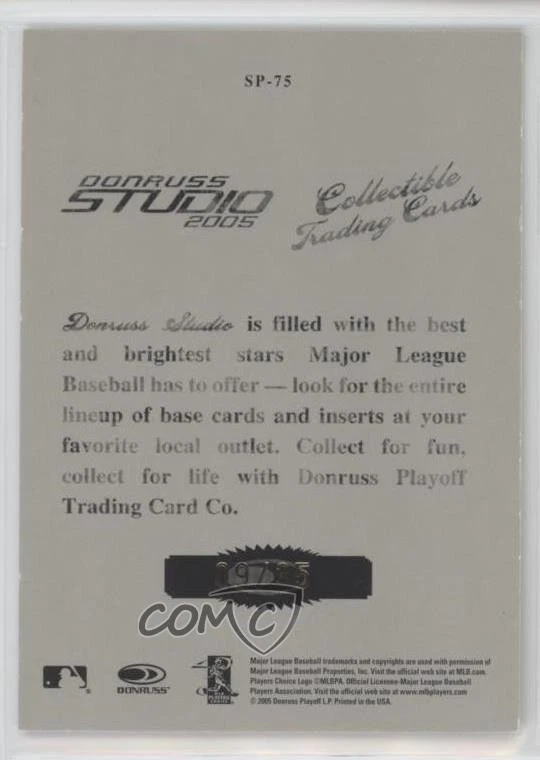 SP-75
DONRUSS
STUDIO
2005
Collectible
Trading Cards
Donruss Studio is filled with the best
and brightest stars Major League
Baseball has to offer — look for the entire
lineup of base cards and inserts at your
favorite local outlet. Collect for fun,
collect for life with Donruss Playoff
Trading Card Co.
COMC
DONRUSS
PLAYERS
CHOICE
Major League Baseball trademarks and copyrights are used with permission of
Major League Baseball Properties, Inc. Visit the official web site at MLB.com.
Players Choice Logo ©MLBPA. Official Licensee-Major League Baseball
Players Association. Visit the official web site at www.mlbplayers.com
© 2005 Donruss Playoff L.P. Printed in the USA.